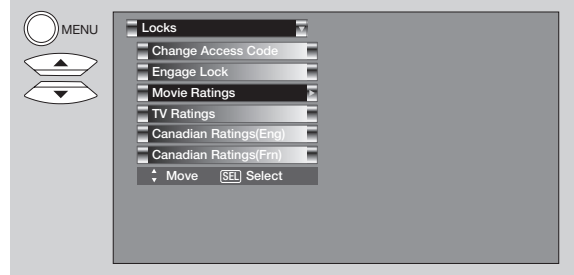 MENU
Locks
Change Access Code
Engage Lock
Movie Ratings
TV Ratings
Canadian Ratings(Eng)
Canadian Ratings(Frn)
Move SEL Select